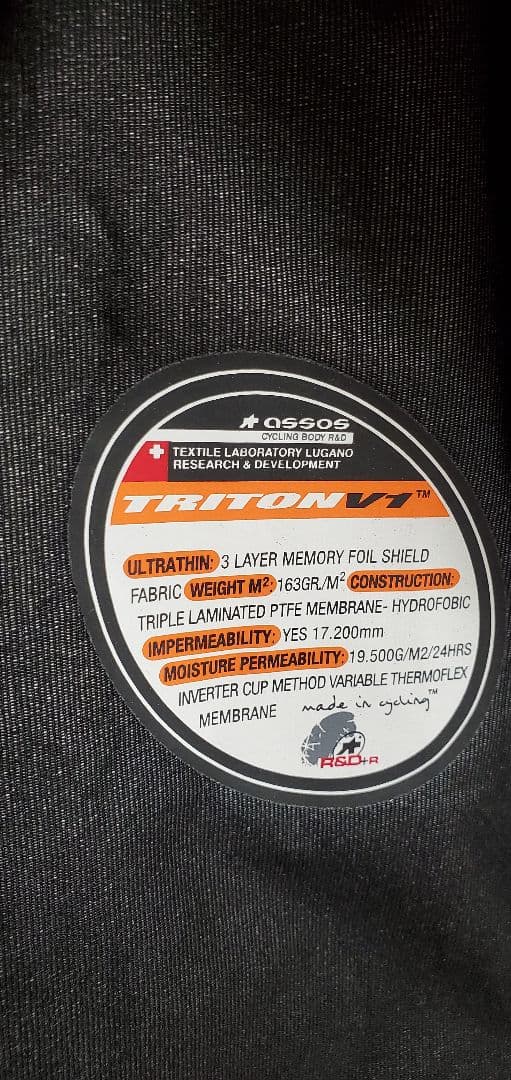 assos
CYCLING BODY R&D
TEXTILE LABORATORY LUGANO
RESEARCH & DEVELOPMENT
TRITON V1™
ULTRATHIN: 3 LAYER MEMORY FOIL SHIELD
FABRIC WEIGHT M²: 163GR./M² CONSTRUCTION:
TRIPLE LAMINATED PTFE MEMBRANE- HYDROFOBIC
IMPERMEABILITY: YES 17.200mm
MOISTURE PERMEABILITY: 19.500G/M2/24HRS
INVERTER CUP METHOD VARIABLE THERMOFLEX
MEMBRANE made in cycling™
R&D+R